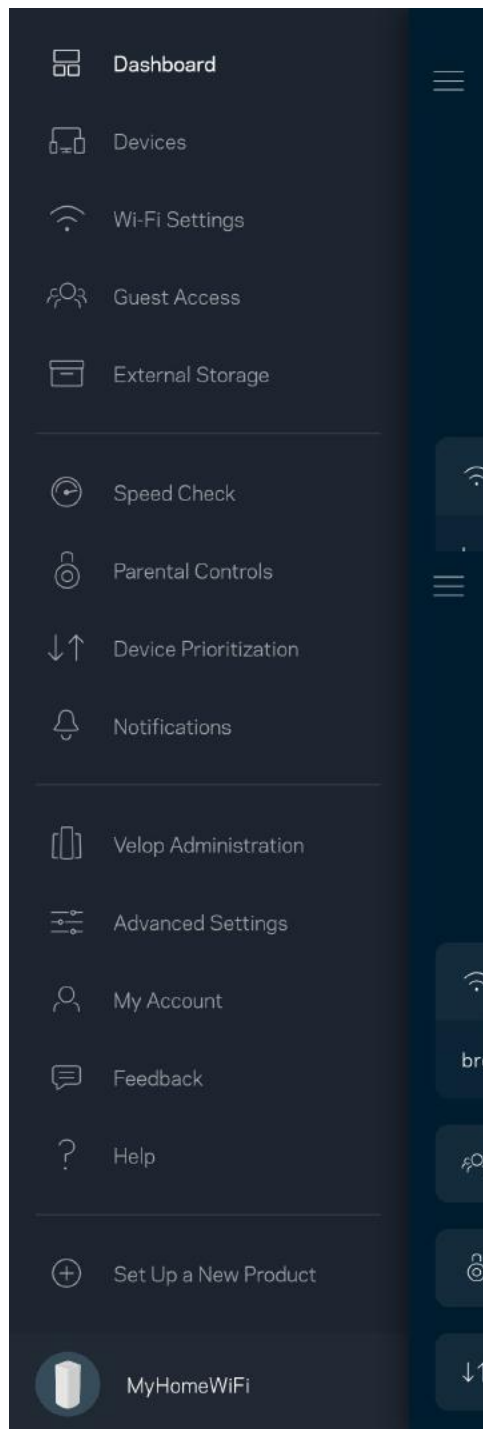 Dashboard
Devices
Wi-Fi Settings
Guest Access
External Storage
Speed Check
Parental Controls
Device Prioritization
Notifications
Velop Administration
Advanced Settings
My Account
Feedback
Help
Set Up a New Product
MyHomeWiFi